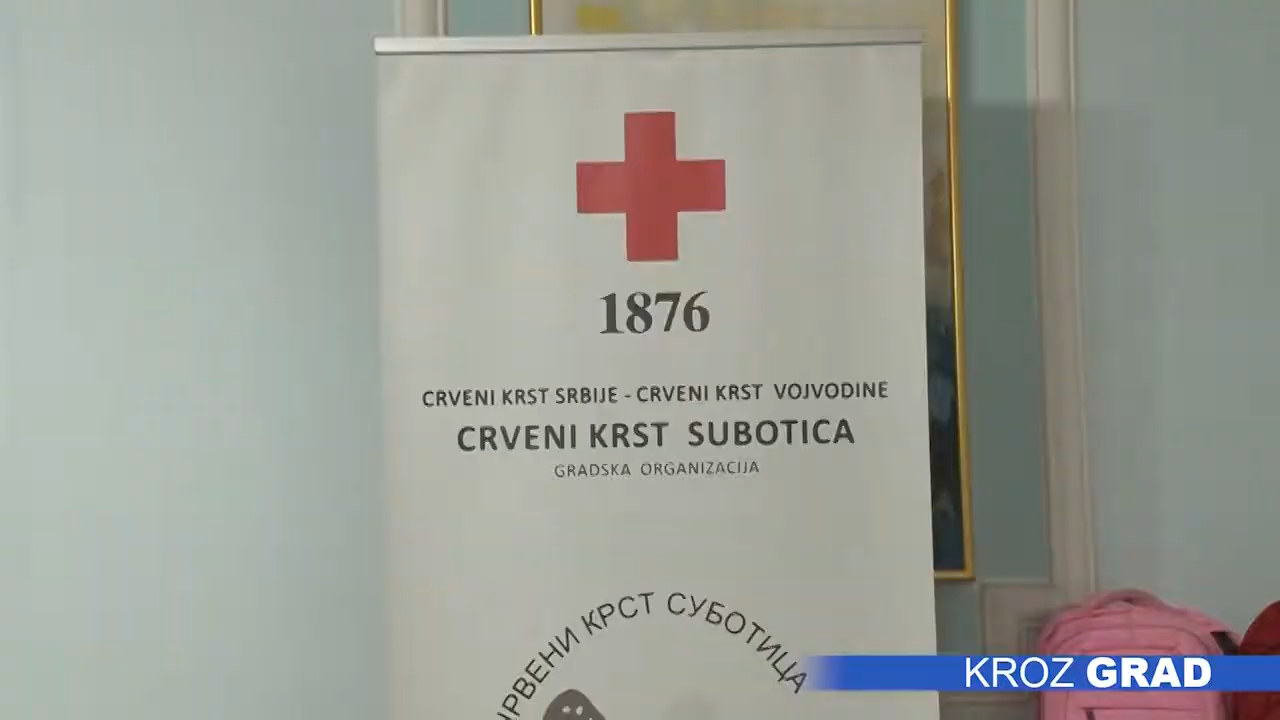 1876
CRVENI KRST SRBIJE - CRVENI KRST VOJVODINE
CRVENI KRST SUBOTICA
GRADSKA ORGANIZACIJA
КРСТ СУБОТИЦА
KROZ GRAD